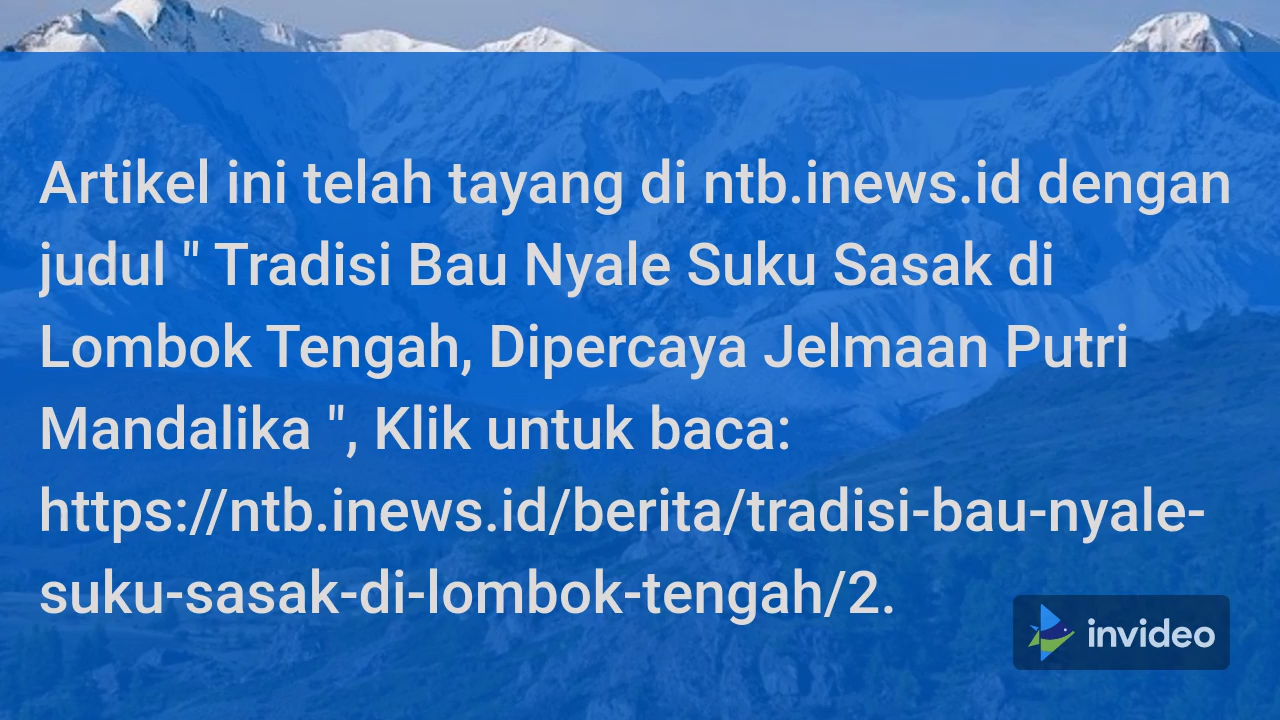 Artikel ini telah tayang di ntb.inews.id dengan
judul " Tradisi Bau Nyale Suku Sasak di
Lombok Tengah, Dipercaya Jelmaan Putri
Mandalika ", Klik untuk baca:
https://ntb.inews.id/berita/tradisi-bau-nyale-
suku-sasak-di-lombok-tengah/2.
invideo